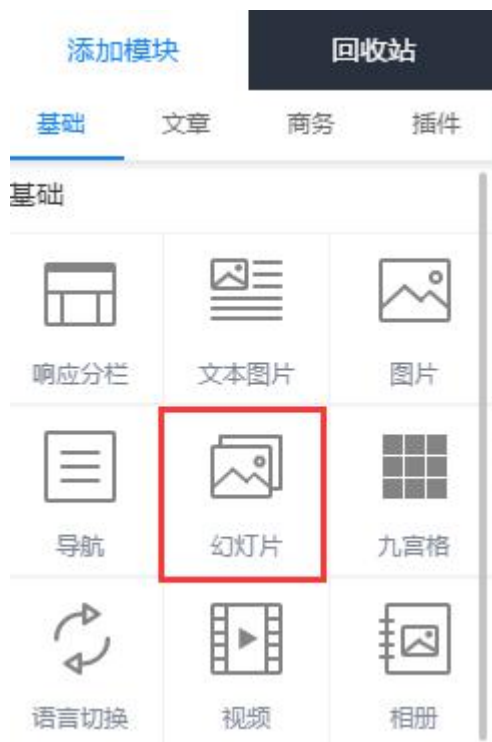 添加模块 回收站
基础 文章 商务 插件
基础
响应分栏 文本图片 图片
导航 幻灯片 九宫格
语言切换 视频 相册